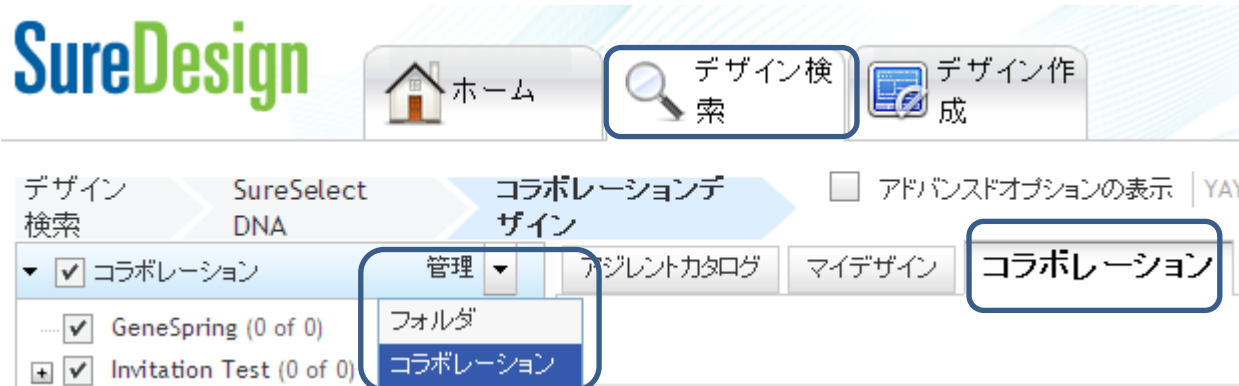 SureDesign
ホーム
デザイン検
索
デザイン作
成
デザイン
検索
SureSelect
DNA
コラボレーションデ
ザイン
アドバンスドオプションの表示 | YAY
コラボレーション
管理
アジレントカタログ
マイデザイン
コラボレーション
フォルダ
GeneSpring (0 of 0)
コラボレーション
Invitation Test (0 of 0)